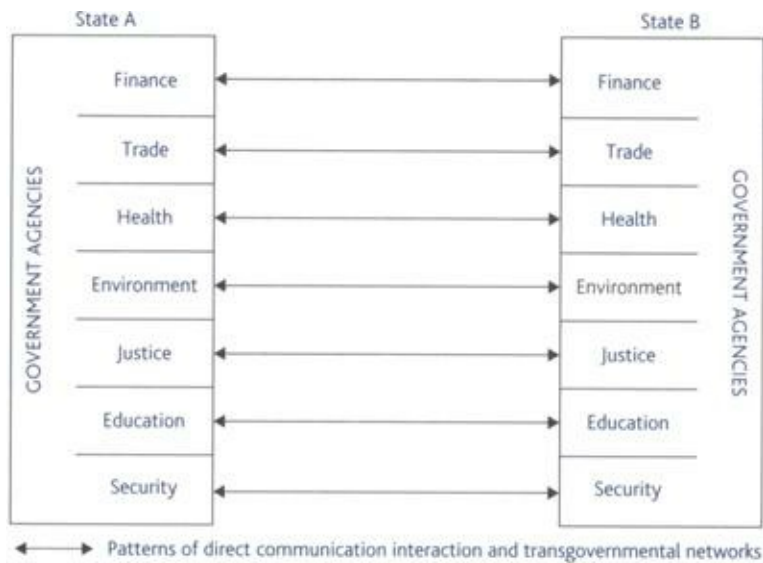 State A
State B
GOVERNMENT AGENCIES
Finance
Trade
Health
Environment
Justice
Education
Security
Finance
Trade
Health
Environment
Justice
Education
Security
GOVERNMENT AGENCIES
Patterns of direct communication interaction and transgovernmental networks